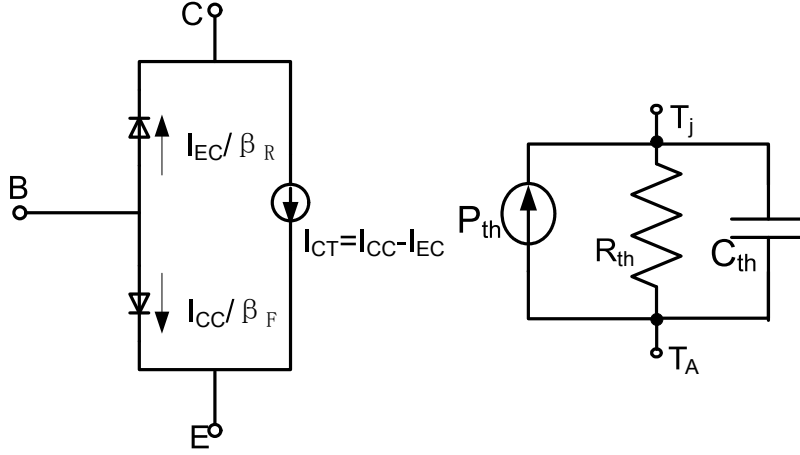 C
I_EC/ β_R
B
I_CT=I_CC-I_EC
I_CC/ β_F
E
T_j
P_th
R_th
C_th
T_A